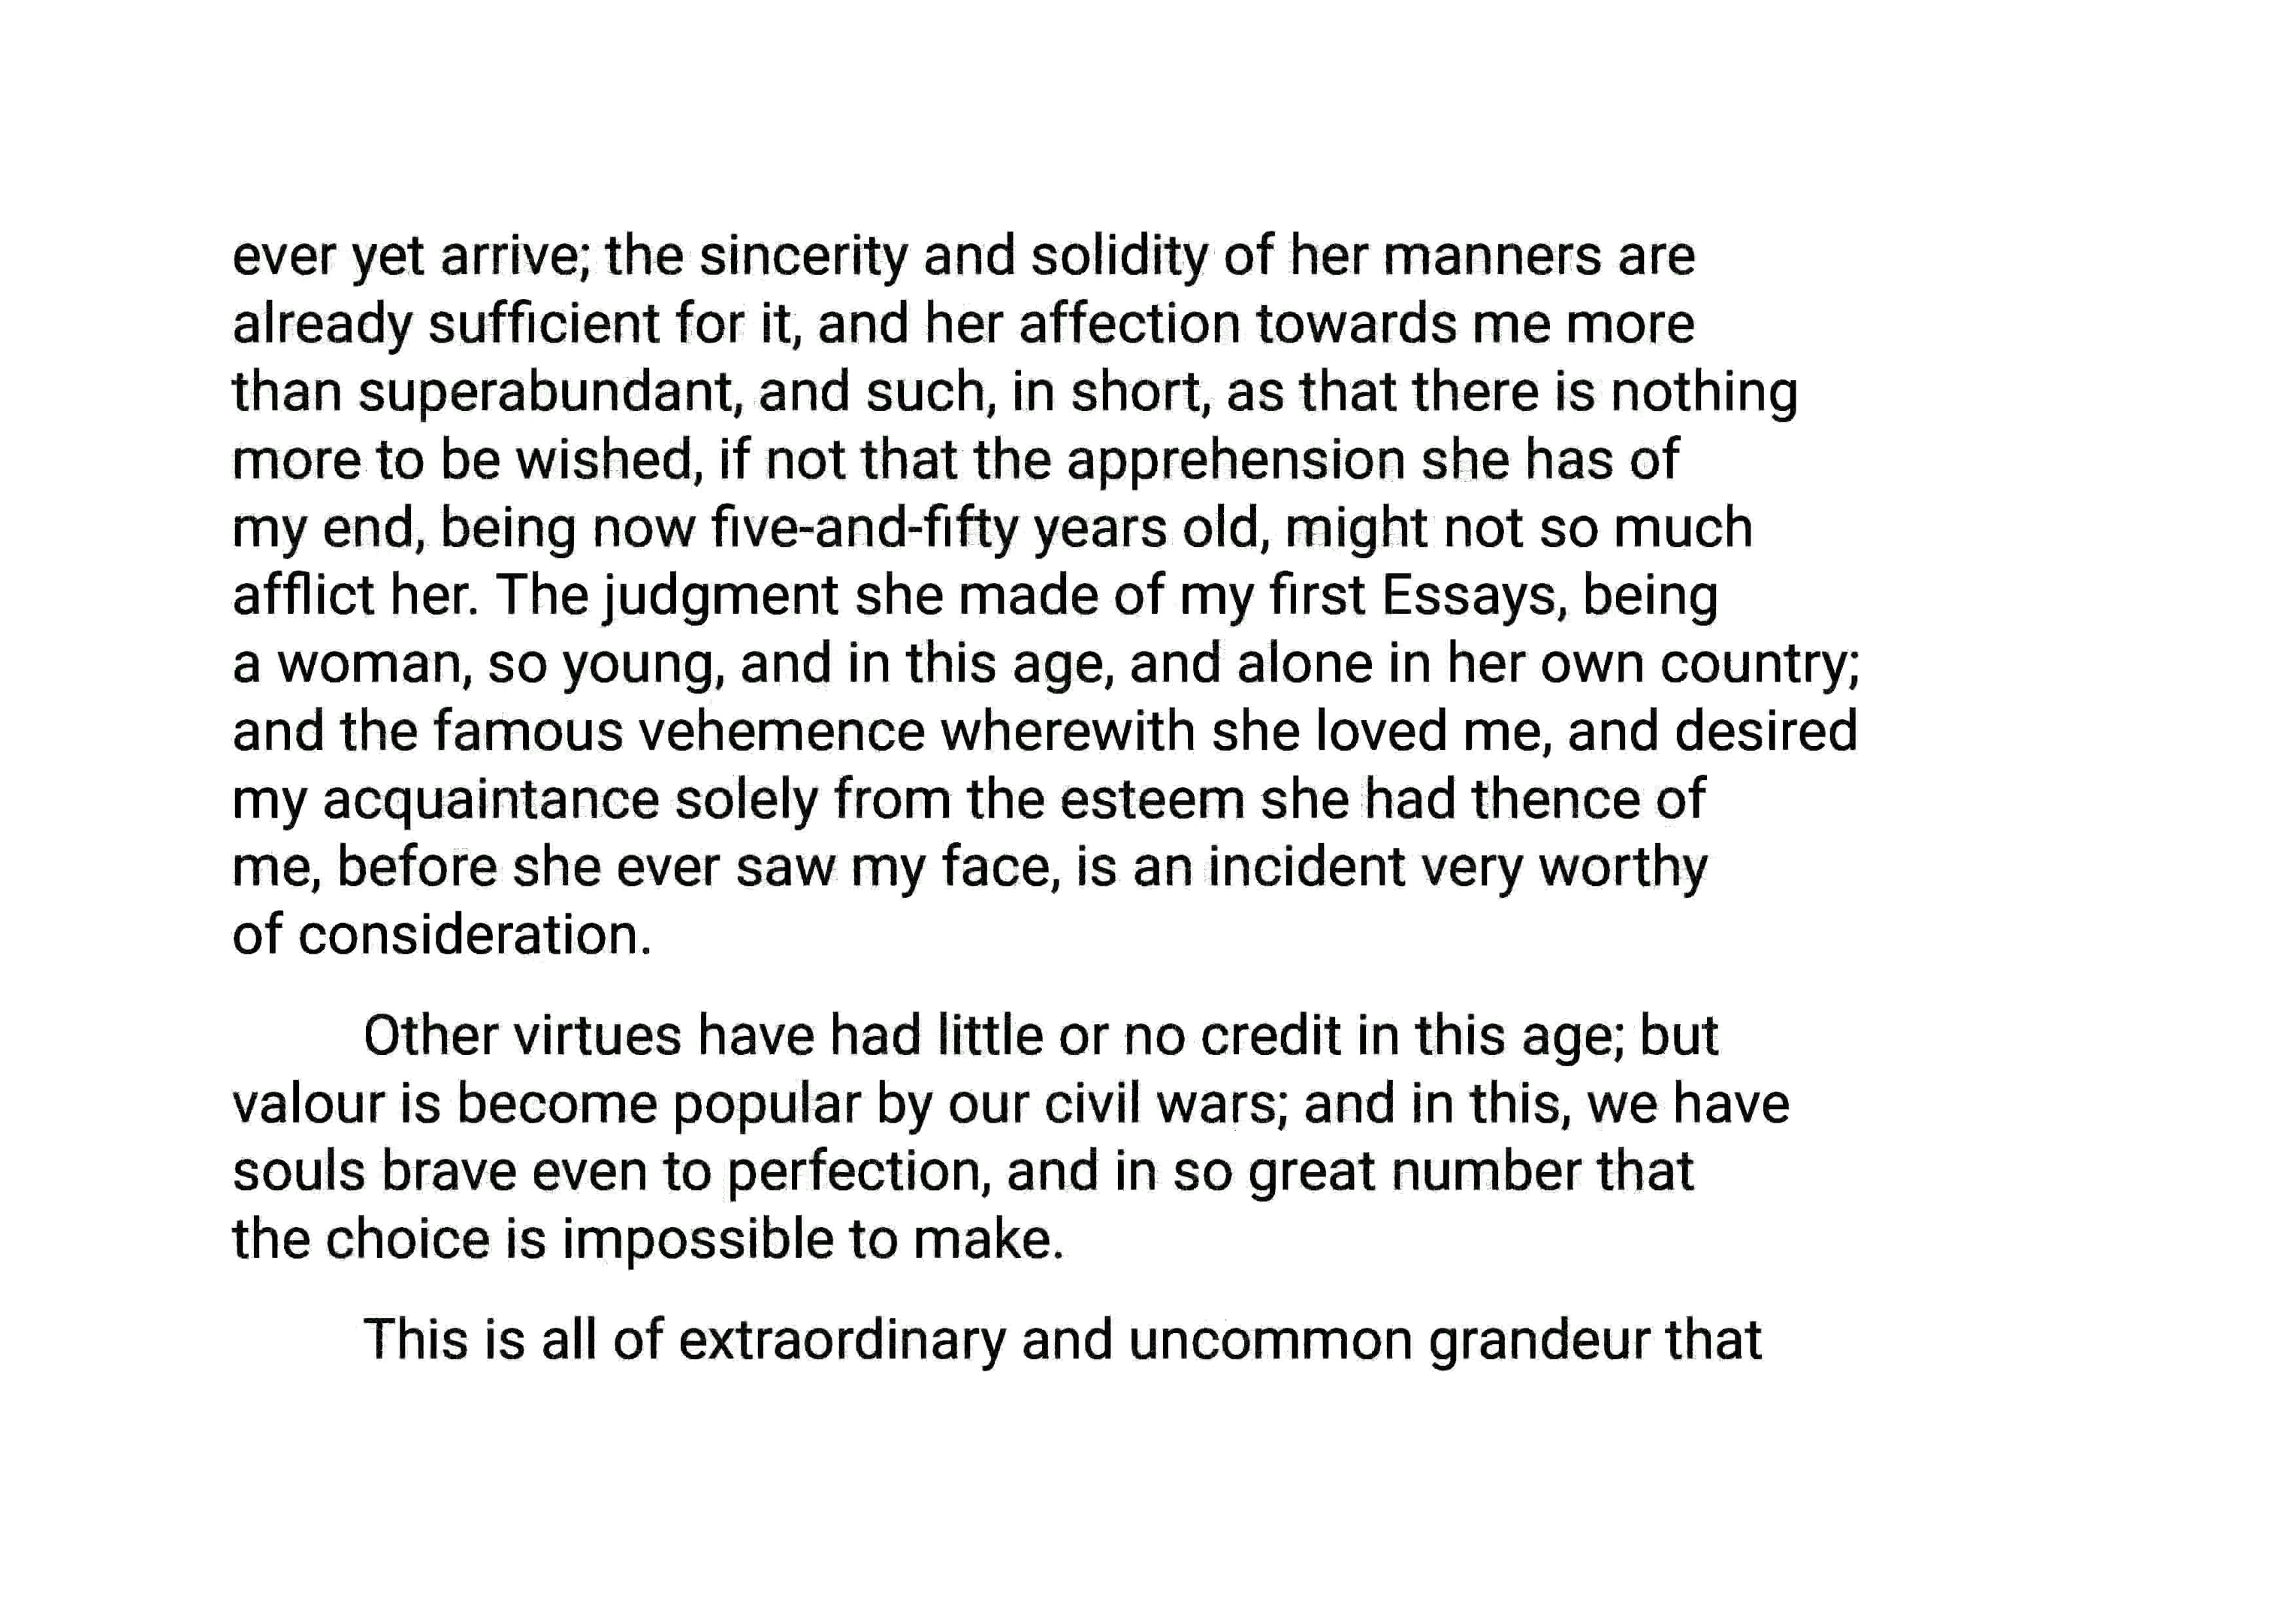 ever yet arrive; the sincerity and solidity of her manners are
already sufficient for it, and her affection towards me more
than superabundant, and such, in short, as that there is nothing
more to be wished, if not that the apprehension she has of
my end, being now five-and-fifty years old, might not so much
afflict her. The judgment she made of my first Essays, being
a woman, so young, and in this age, and alone in her own country;
and the famous vehemence wherewith she loved me, and desired
my acquaintance solely from the esteem she had thence of
me, before she ever saw my face, is an incident very worthy
of consideration.
Other virtues have had little or no credit in this age; but
valour is become popular by our civil wars; and in this, we have
souls brave even to perfection, and in so great number that
the choice is impossible to make.
This is all of extraordinary and uncommon grandeur that